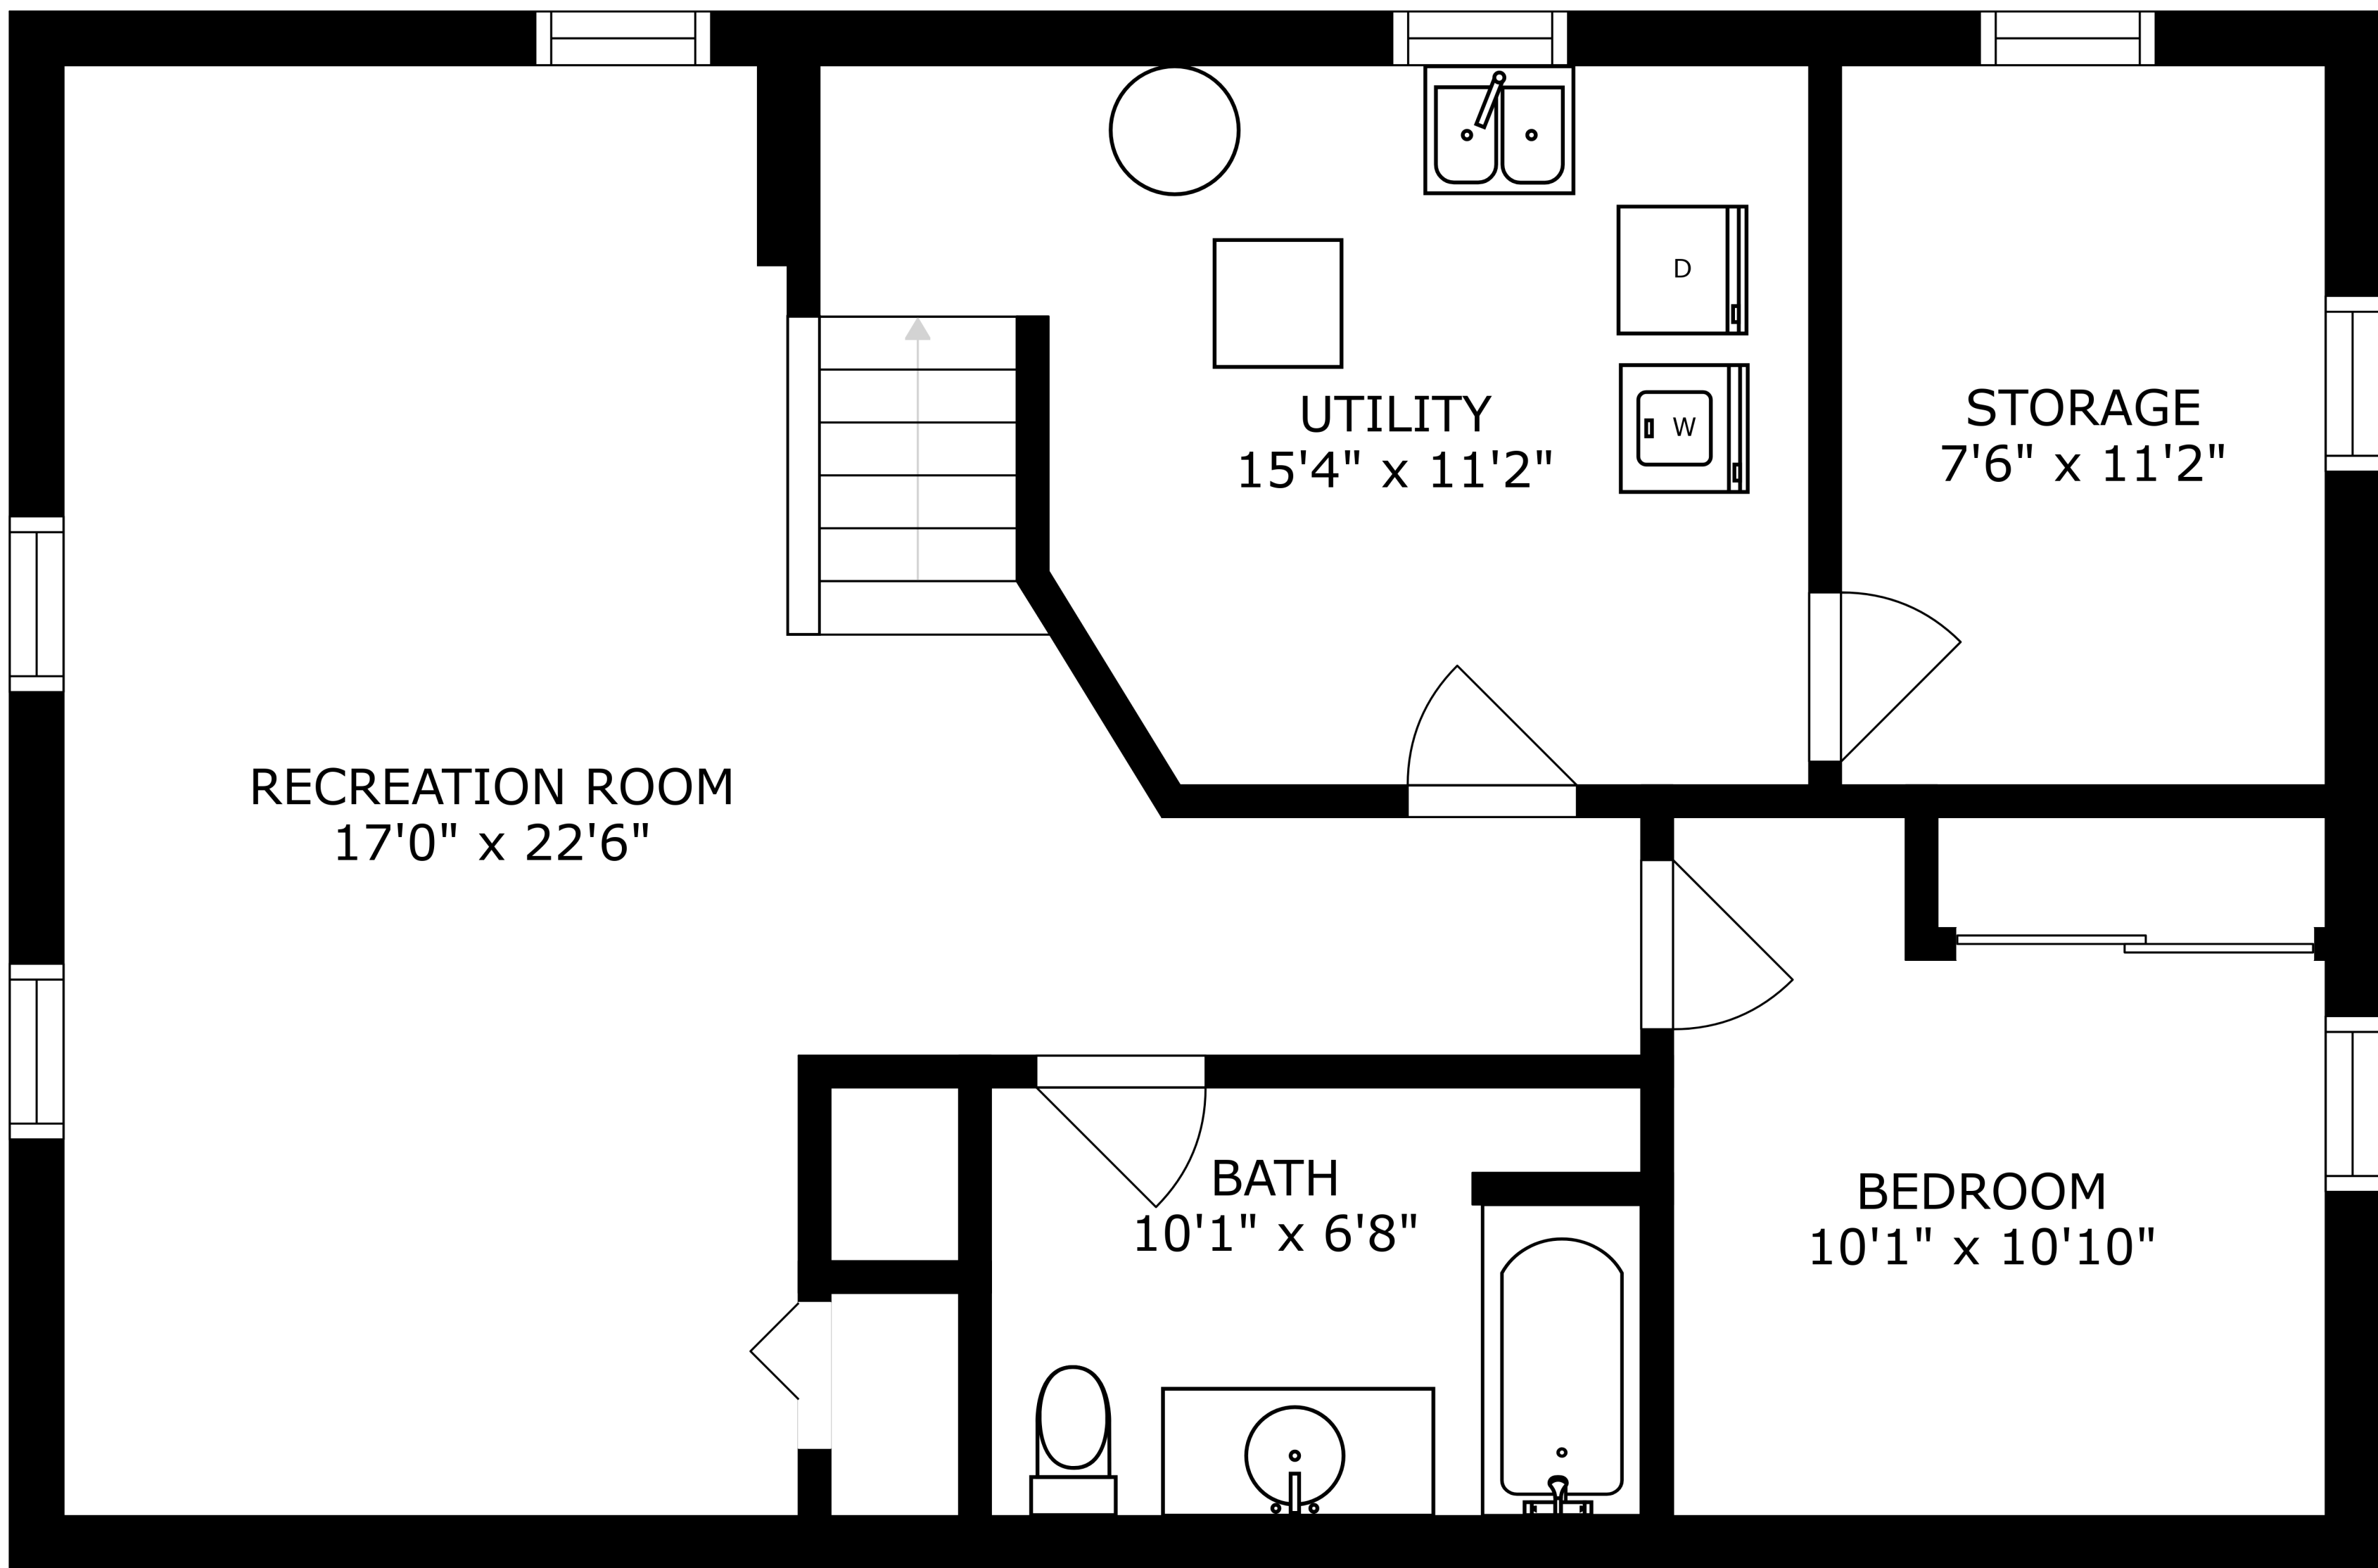 D
W
UTILITY
15'4" x 11'2"
STORAGE
7'6" x 11'2"
RECREATION ROOM
17'0" x 22'6"
BATH
10'1" x 6'8"
BEDROOM
10'1" x 10'10"